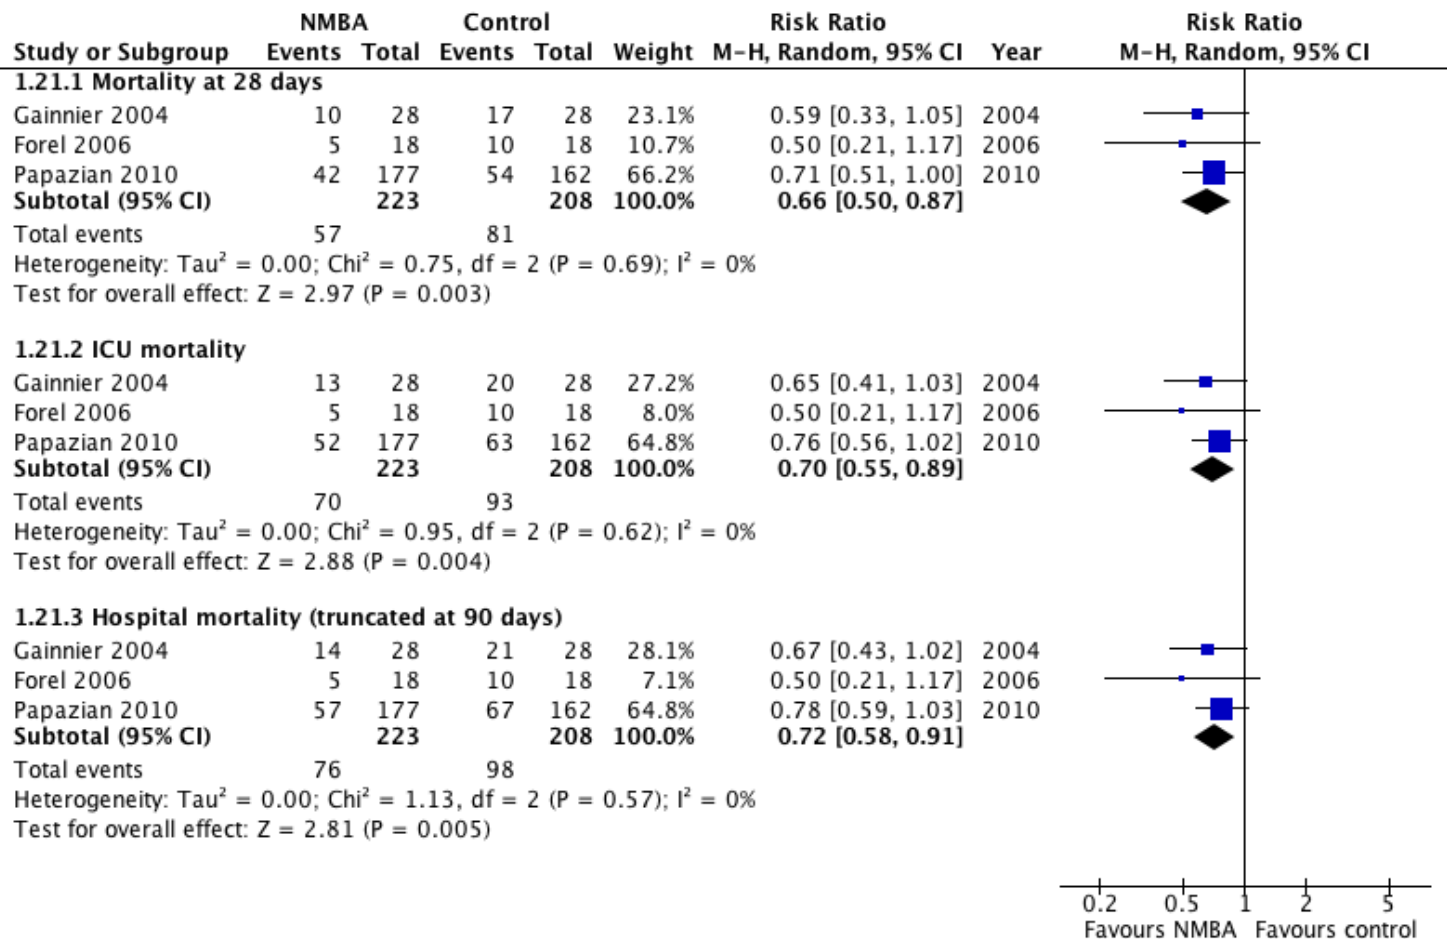 NMBA Control Risk Ratio Risk Ratio
Study or Subgroup Events Total Events Total Weight M-H, Random, 95% CI Year M-H, Random, 95% CI
1.21.1 Mortality at 28 days
Gainnier 2004 10 28 17 28 23.1% 0.59 [0.33, 1.05] 2004
Forel 2006 5 18 10 18 10.7% 0.50 [0.21, 1.17] 2006
Papazian 2010 42 177 54 162 66.2% 0.71 [0.51, 1.00] 2010
Subtotal (95% CI) 223 208 100.0% 0.66 [0.50, 0.87]
Total events 57 81
Heterogeneity: Tau² = 0.00; Chi² = 0.75, df = 2 (P = 0.69); I² = 0%
Test for overall effect: Z = 2.97 (P = 0.003)
1.21.2 ICU mortality
Gainnier 2004 13 28 20 28 27.2% 0.65 [0.41, 1.03] 2004
Forel 2006 5 18 10 18 8.0% 0.50 [0.21, 1.17] 2006
Papazian 2010 52 177 63 162 64.8% 0.76 [0.56, 1.02] 2010
Subtotal (95% CI) 223 208 100.0% 0.70 [0.55, 0.89]
Total events 70 93
Heterogeneity: Tau² = 0.00; Chi² = 0.95, df = 2 (P = 0.62); I² = 0%
Test for overall effect: Z = 2.88 (P = 0.004)
1.21.3 Hospital mortality (truncated at 90 days)
Gainnier 2004 14 28 21 28 28.1% 0.67 [0.43, 1.02] 2004
Forel 2006 5 18 10 18 7.1% 0.50 [0.21, 1.17] 2006
Papazian 2010 57 177 67 162 64.8% 0.78 [0.59, 1.03] 2010
Subtotal (95% CI) 223 208 100.0% 0.72 [0.58, 0.91]
Total events 76 98
Heterogeneity: Tau² = 0.00; Chi² = 1.13, df = 2 (P = 0.57); I² = 0%
Test for overall effect: Z = 2.81 (P = 0.005)
0.2 0.5 1 2 5
Favours NMBA Favours control